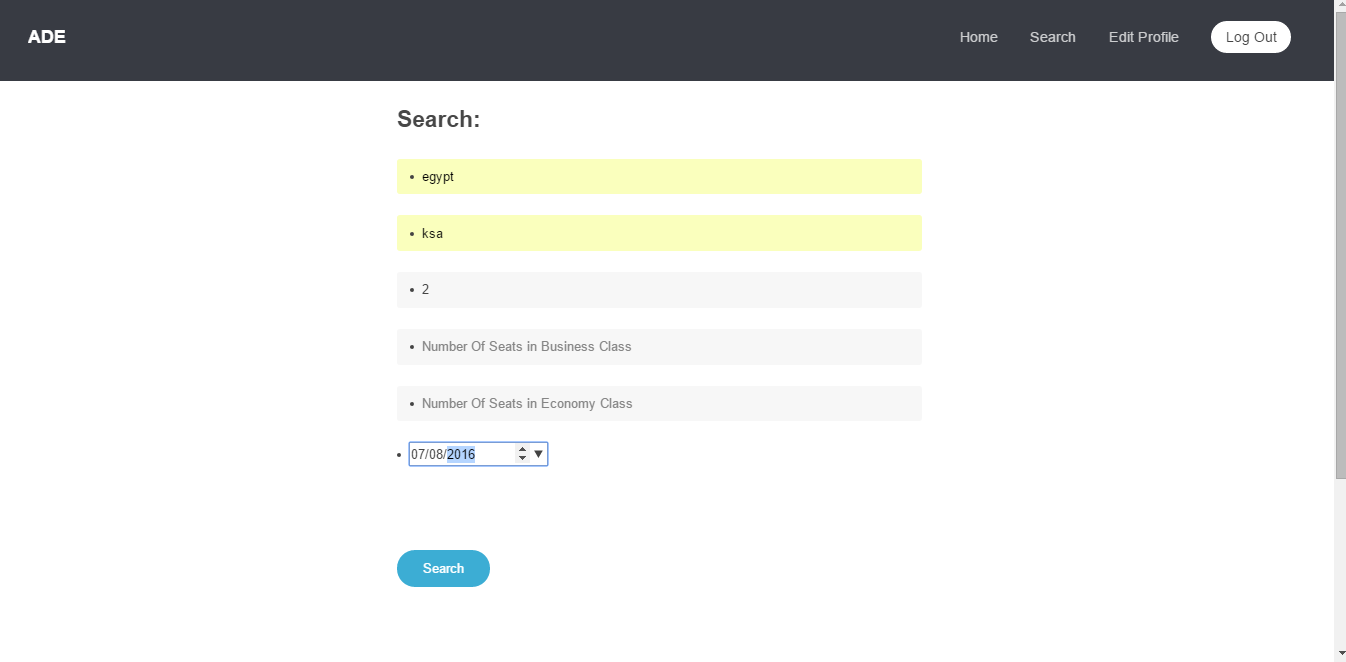 ADE
Home Search Edit Profile Log Out
Search:
• egypt
• ksa
• 2
• Number Of Seats in Business Class
• Number Of Seats in Economy Class
• 07/08/2016
Search